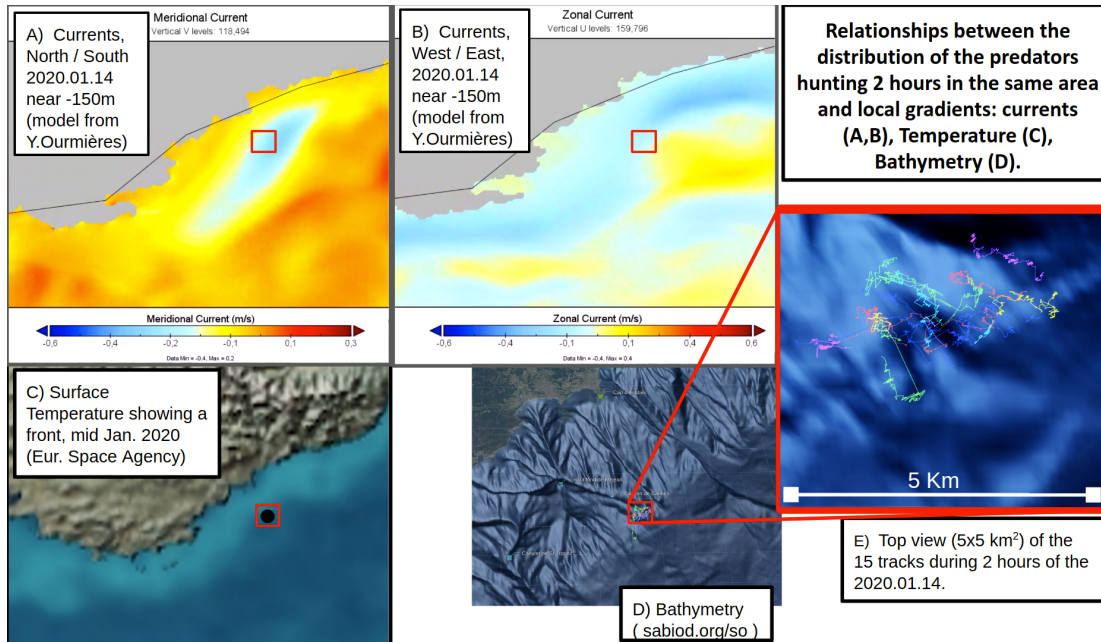 Meridional Current
Vertical V levels: 118,494
A) Currents,
North / South
2020.01.14
near -150m
(model from
Y.Ourmières)
-0,6 -0,4 -0,1 0,1 0,3
Meridional Current (m/s)
Data Min = -0,4, Max = 0,2
Zonal Current
Vertical U levels: 159,796
B) Currents,
West / East,
2020.01.14
near -150m
(model from
Y.Ourmières)
-0,6 -0,4 -0,1 0,1 0,4 0,6
Zonal Current (m/s)
Data Min = -0,4, Max = 0,4
Relationships between the
distribution of the predators
hunting 2 hours in the same area
and local gradients: currents
(A,B), Temperature (C),
Bathymetry (D).
C) Surface
Temperature showing a
front, mid Jan. 2020
(Eur. Space Agency)
D) Bathymetry
( sabiod.org/so )
5 Km
E) Top view (5x5 km²) of the
15 tracks during 2 hours of the
2020.01.14.